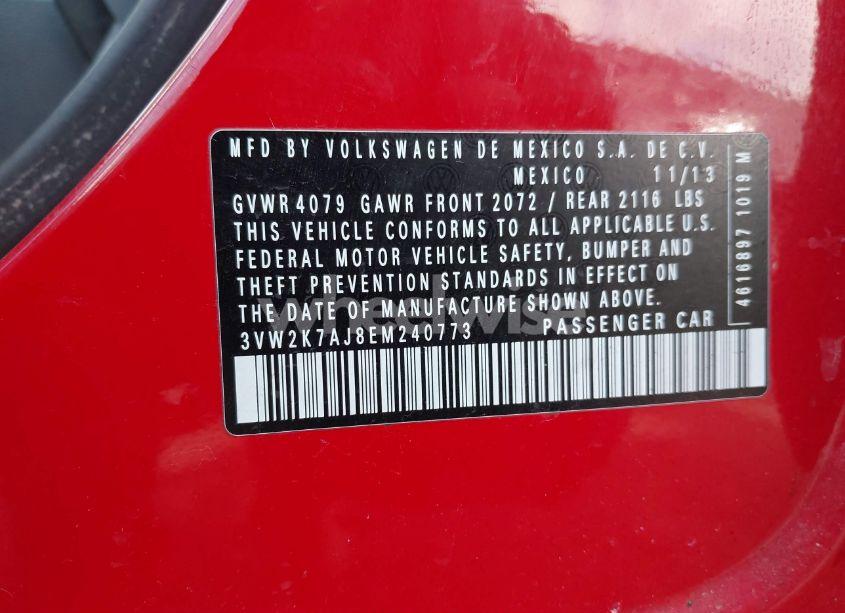 MFD BY VOLKSWAGEN DE MEXICO S.A. DE C.V.
MEXICO 11/13
GVWR 4079 GAWR FRONT 2072 / REAR 2116 LBS
THIS VEHICLE CONFORMS TO ALL APPLICABLE U.S.
FEDERAL MOTOR VEHICLE SAFETY, BUMPER AND
THEFT PREVENTION STANDARDS IN EFFECT ON
THE DATE OF MANUFACTURE SHOWN ABOVE.
3VW2K7AJ8EM240773 PASSENGER CAR
4616897 1019 M
wheelwise